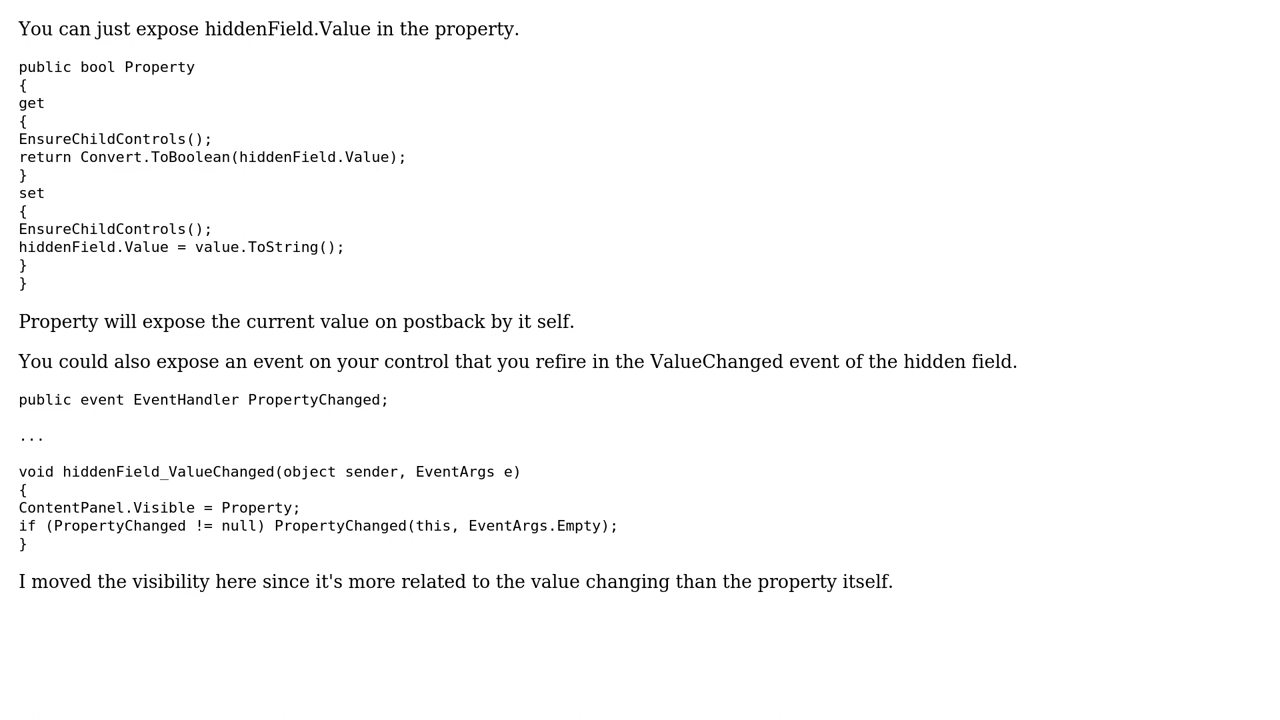 You can just expose hiddenField.Value in the property.
public bool Property
{
get
{
EnsureChildControls();
return Convert.ToBoolean(hiddenField.Value);
}
set
{
EnsureChildControls();
hiddenField.Value = value.ToString();
}
}
Property will expose the current value on postback by it self.
You could also expose an event on your control that you refire in the ValueChanged event of the hidden field.
public event EventHandler PropertyChanged;
...
void hiddenField_ValueChanged(object sender, EventArgs e)
{
ContentPanel.Visible = Property;
if (PropertyChanged != null) PropertyChanged(this, EventArgs.Empty);
}
I moved the visibility here since it's more related to the value changing than the property itself.